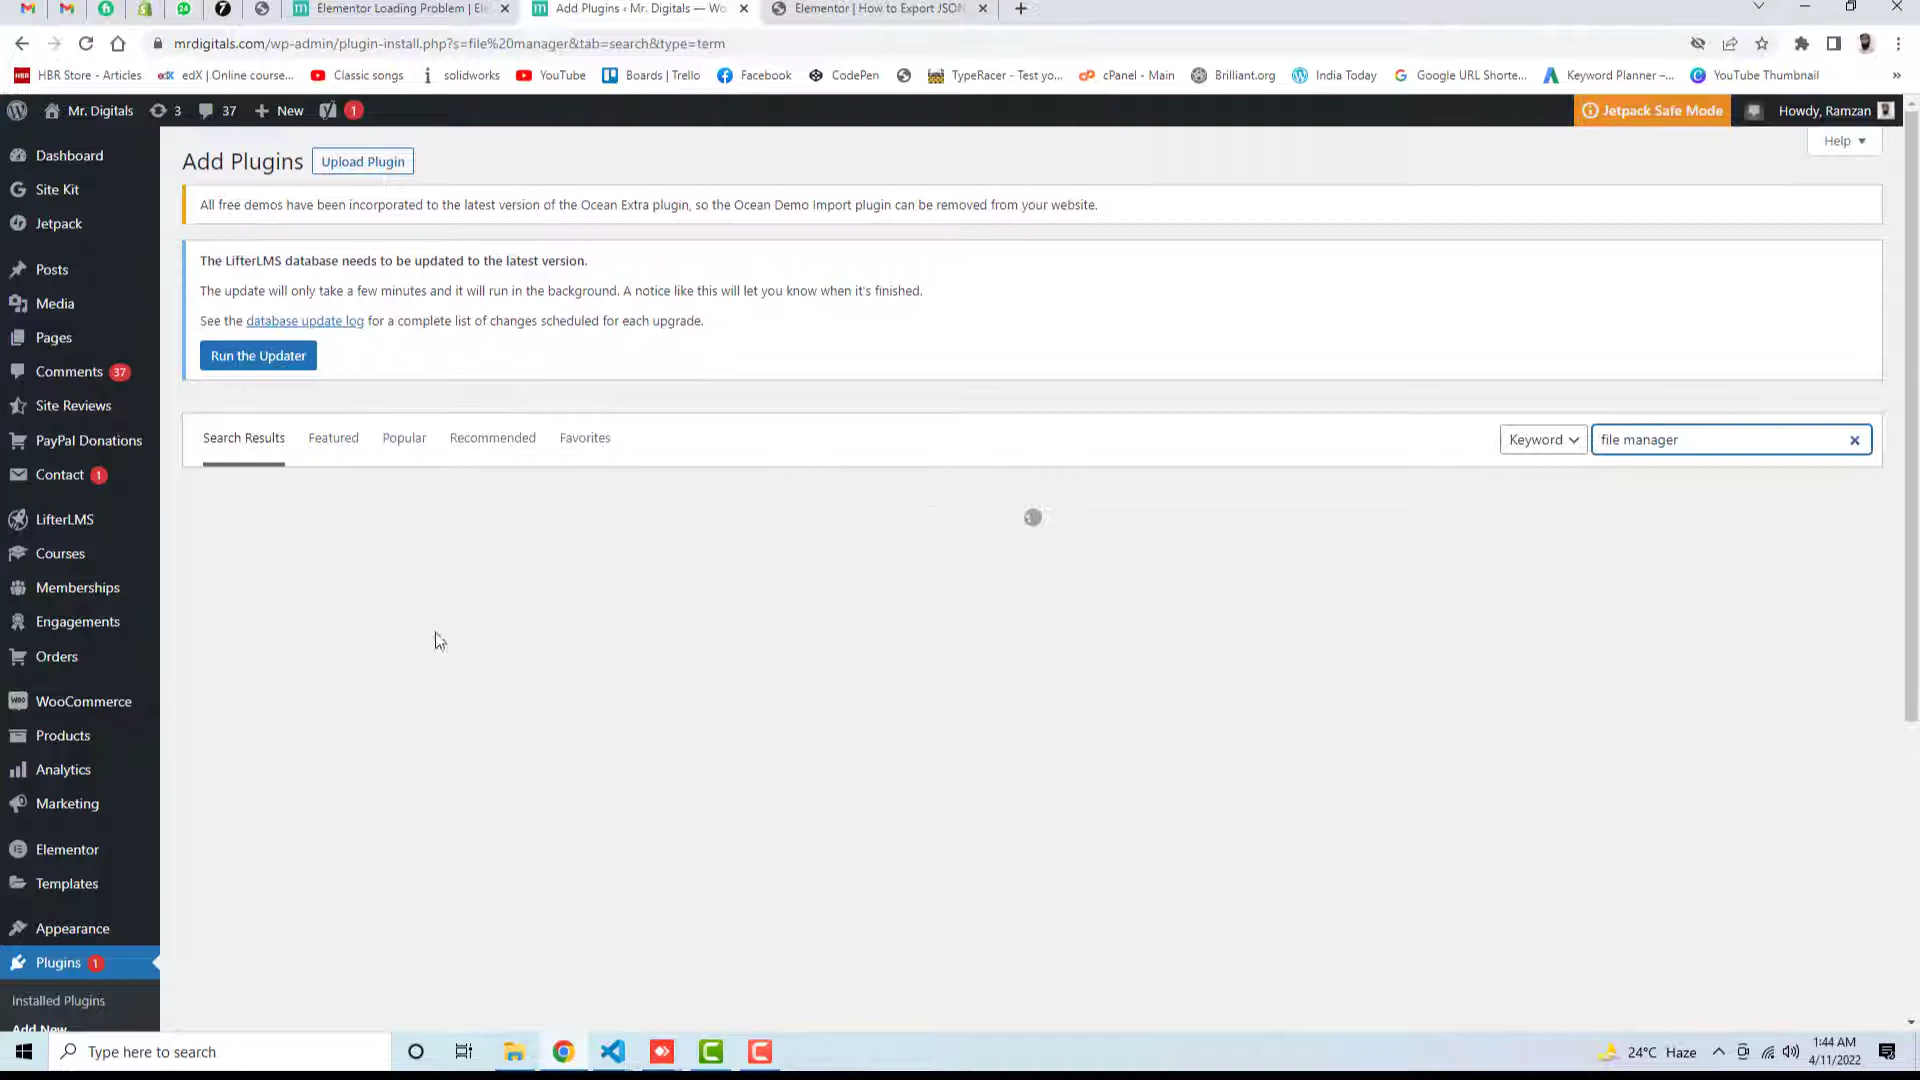 Elementor Loading Problem | El
Add Plugins ‹ Mr. Digitals — Wo
Elementor | How to Export JSON
mrdigitals.com/wp-admin/plugin-install.php?s=file%20manager&tab=search&type=term
HBR Store - Articles
edX | Online course...
Classic songs
solidworks
YouTube
Boards | Trello
Facebook
CodePen
TypeRacer - Test yo...
cPanel - Main
Brilliant.org
India Today
Google URL Shorte...
Keyword Planner –...
YouTube Thumbnail
»
Mr. Digitals
3
37
New
1
Jetpack Safe Mode
Howdy, Ramzan
Dashboard
Site Kit
Jetpack
Posts
Media
Pages
Comments 37
Site Reviews
PayPal Donations
Contact 1
LifterLMS
Courses
Memberships
Engagements
Orders
WooCommerce
Products
Analytics
Marketing
Elementor
Templates
Appearance
Plugins 1
Installed Plugins
Add New
Help
Add Plugins
Upload Plugin
All free demos have been incorporated to the latest version of the Ocean Extra plugin, so the Ocean Demo Import plugin can be removed from your website.
The LifterLMS database needs to be updated to the latest version.
The update will only take a few minutes and it will run in the background. A notice like this will let you know when it's finished.
See the database update log for a complete list of changes scheduled for each upgrade.
Run the Updater
Search Results
Featured
Popular
Recommended
Favorites
Keyword
file manager
Type here to search
24°C Haze
1:44 AM
4/11/2022